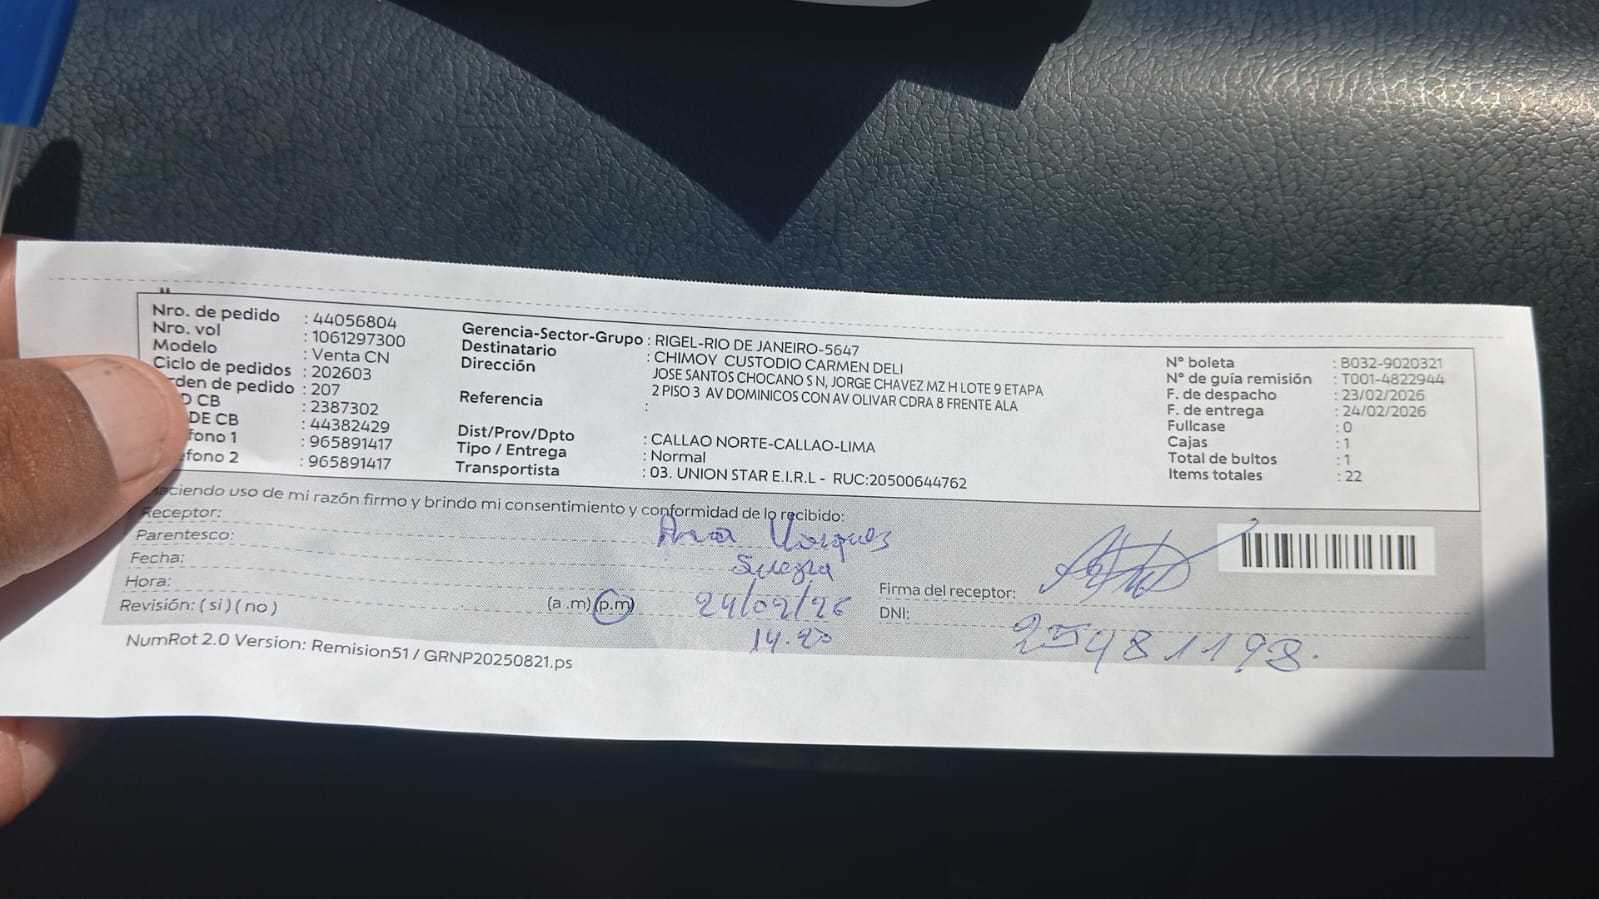 Nro. de pedido : 44056804
Nro. vol : 1061297300
Modelo : Venta CN
Ciclo de pedidos : 202603
rden de pedido : 207
D CB : 2387302
DE CB : 44382429
fono 1 : 965891417
efono 2 : 965891417
Gerencia-Sector-Grupo : RIGEL-RIO DE JANEIRO-5647
Destinatario : CHIMOY CUSTODIO CARMEN DELI
Dirección JOSE SANTOS CHOCANO S N, JORGE CHAVEZ MZ H LOTE 9 ETAPA
2 PISO 3 AV DOMINICOS CON AV OLIVAR CDRA 8 FRENTE ALA
Referencia :
Dist/Prov/Dpto : CALLAO NORTE-CALLAO-LIMA
Tipo / Entrega : Normal
Transportista : 03. UNION STAR E.I.R.L - RUC:20500644762
N° boleta : B032-9020321
N° de guía remisión : T001-4822944
F. de despacho : 23/02/2026
F. de entrega : 24/02/2026
Fullcase : 0
Cajas : 1
Total de bultos : 1
Items totales : 22
aciendo uso de mi razón firmo y brindo mi consentimiento y conformidad de lo recibido:
Receptor: Ana
Parentesco: Suegra
Fecha: 24/02/26
Hora: (a.m) (p.m) 14.20
Revisión: ( si ) ( no )
Firma del receptor:
DNI: 25481198.
NumRot 2.0 Version: Remision51 / GRNP20250821.ps